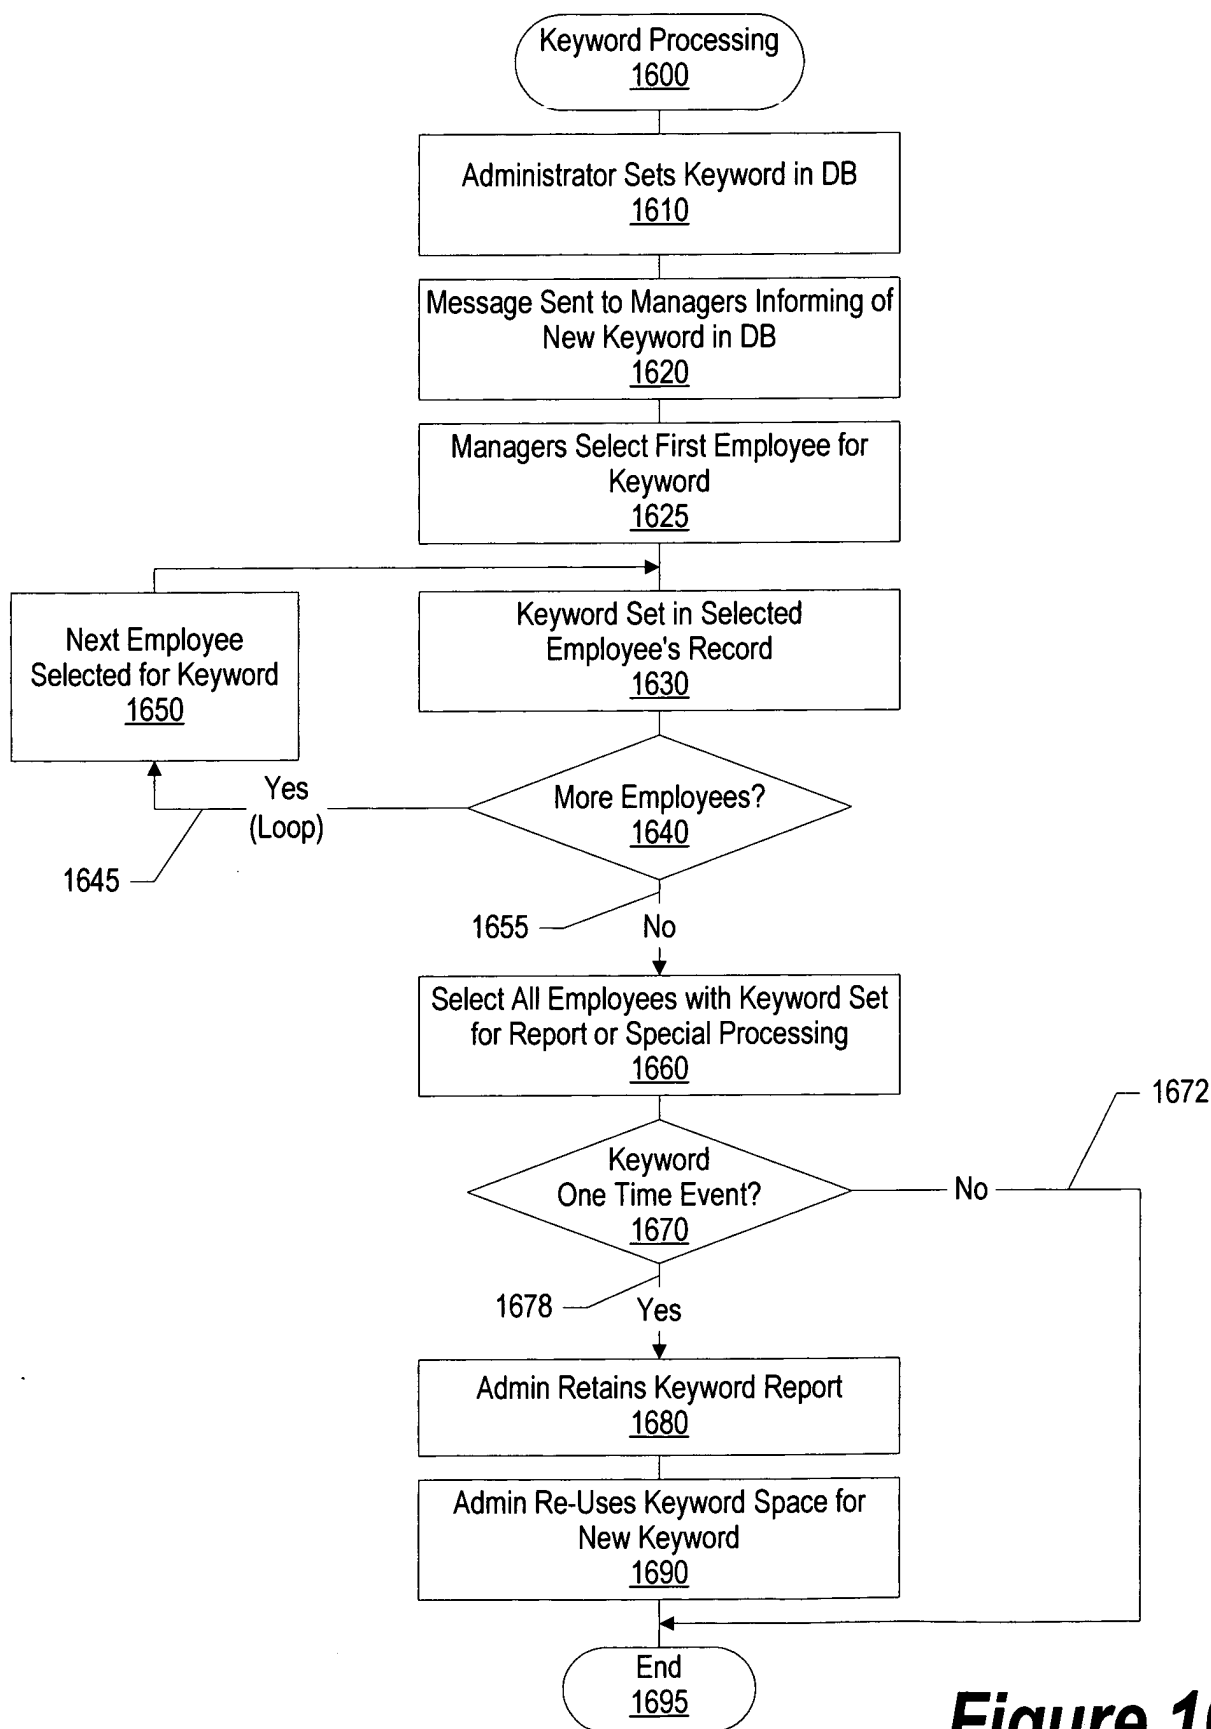 Keyword Processing
1600
Administrator Sets Keyword in DB
1610
Message Sent to Managers Informing of
New Keyword in DB
1620
Managers Select First Employee for
Keyword
1625
Keyword Set in Selected
Employee's Record
1630
Next Employee
Selected for Keyword
1650
Yes
(Loop)
1645
More Employees?
1640
1655
No
Select All Employees with Keyword Set
for Report or Special Processing
1660
1672
Keyword
One Time Event?
1670
No
1678
Yes
Admin Retains Keyword Report
1680
Admin Re-Uses Keyword Space for
New Keyword
1690
End
1695
Figure